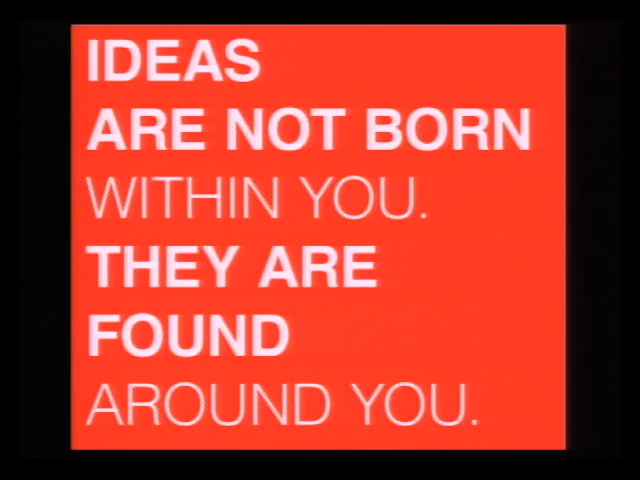 IDEAS
ARE NOT BORN
WITHIN YOU.
THEY ARE
FOUND
AROUND YOU.